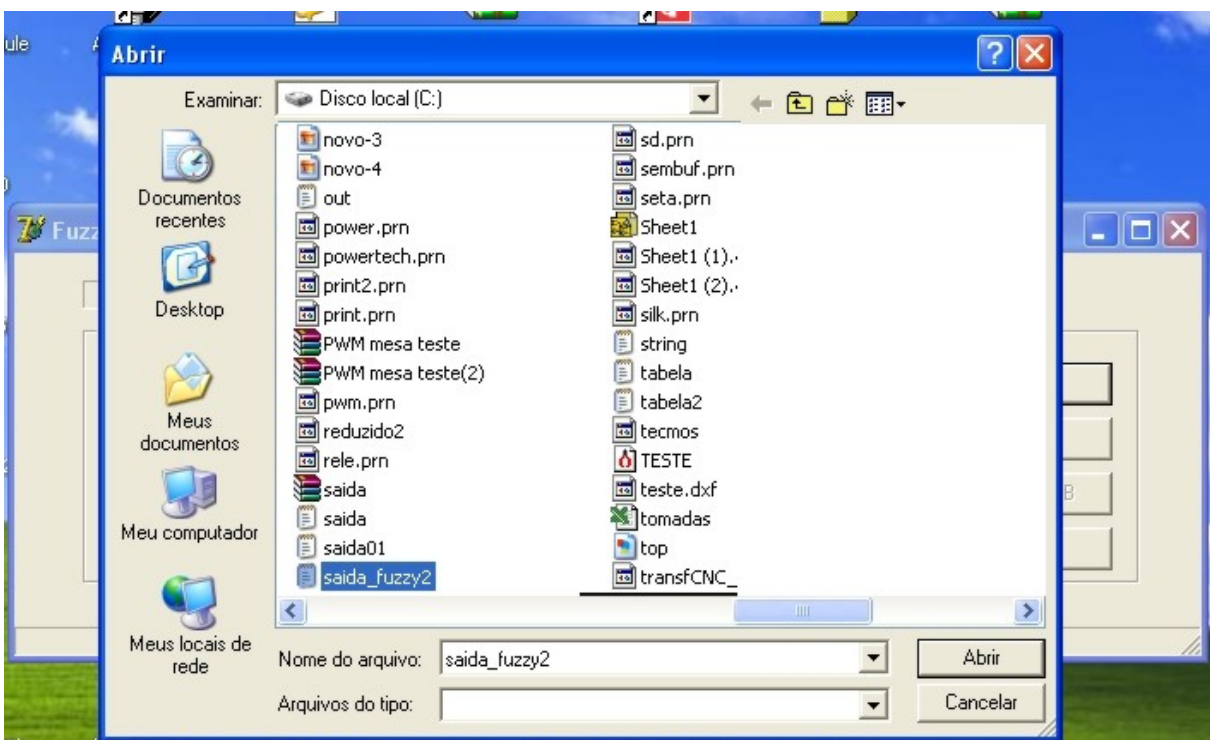 ule
Abrir
Examinar:
Disco local (C:)
Documentos
recentes
Desktop
Meus
documentos
Meu computador
Meus locais de
rede
novo-3
novo-4
out
power.prn
powertech.prn
print2.prn
print.prn
PWM mesa teste
PWM mesa teste(2)
pwm.prn
reduzido2
rele.prn
saida
saida
saida01
saida_fuzzy2
sd.prn
sembuf.prn
seta.prn
Sheet1
Sheet1 (1).
Sheet1 (2).
silk.prn
string
tabela
tabela2
tecmos
TESTE
teste.dxf
tomadas
top
transfCNC_
Nome do arquivo:
saida_fuzzy2
Abrir
Arquivos do tipo:
Cancelar
Fuzz
B